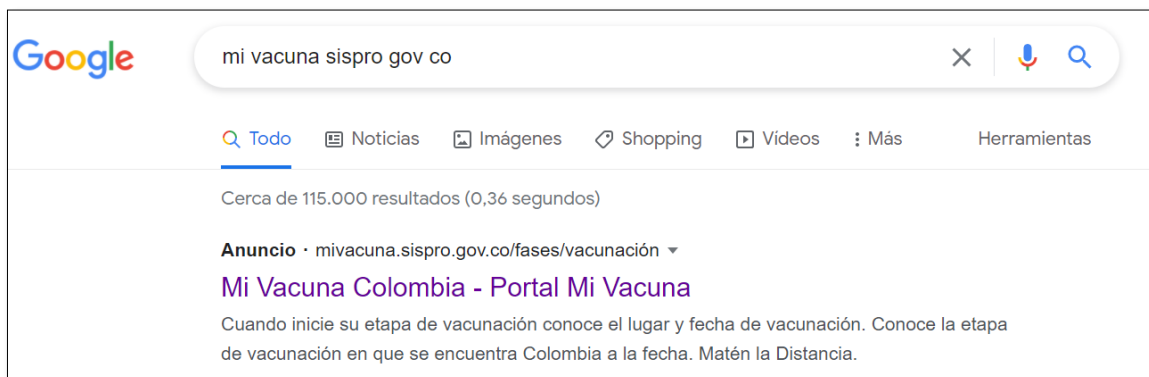 Google
mi vacuna sispro gov co
Todo Noticias Imágenes Shopping Vídeos Más Herramientas
Cerca de 115.000 resultados (0,36 segundos)
Anuncio · mivacuna.sispro.gov.co/fases/vacunación
Mi Vacuna Colombia - Portal Mi Vacuna
Cuando inicie su etapa de vacunación conoce el lugar y fecha de vacunación. Conoce la etapa
de vacunación en que se encuentra Colombia a la fecha. Matén la Distancia.